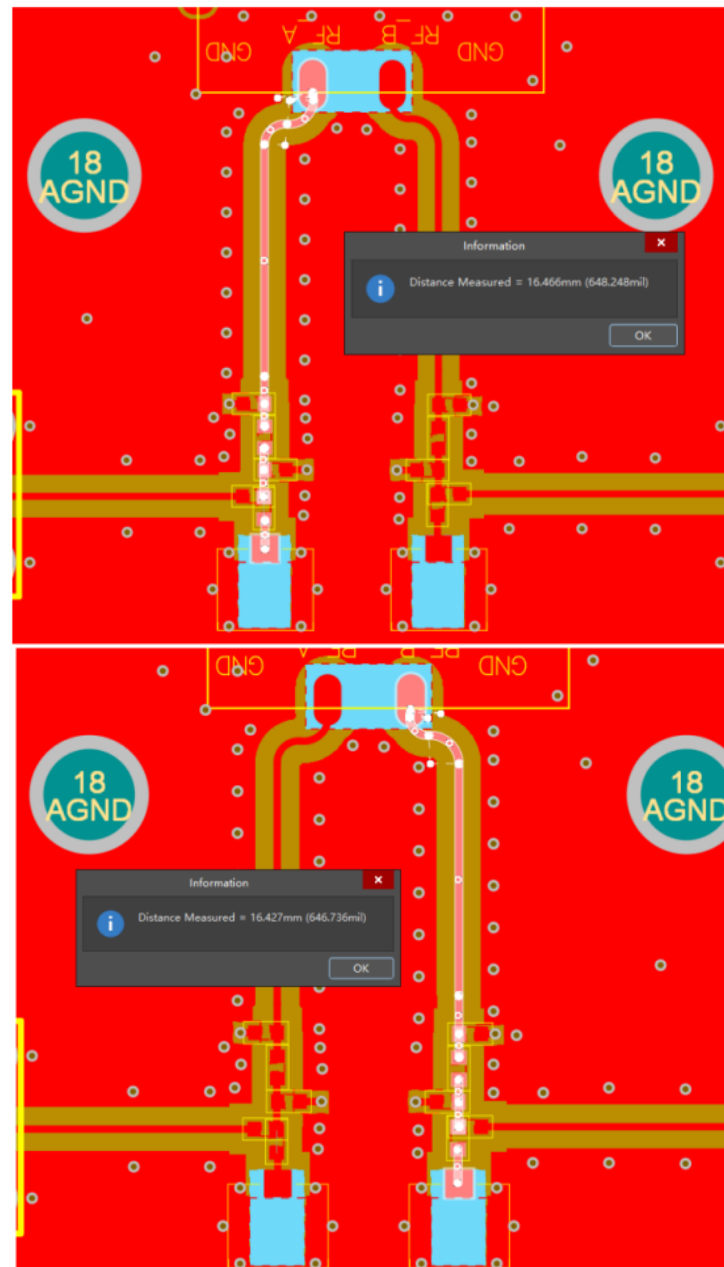 GND RF_A RF_B GND
18
AGND
18
AGND
Information
Distance Measured = 16.466mm (648.248mil)
OK
GND GND
18
AGND
18
AGND
Information
Distance Measured = 16.427mm (646.736mil)
OK